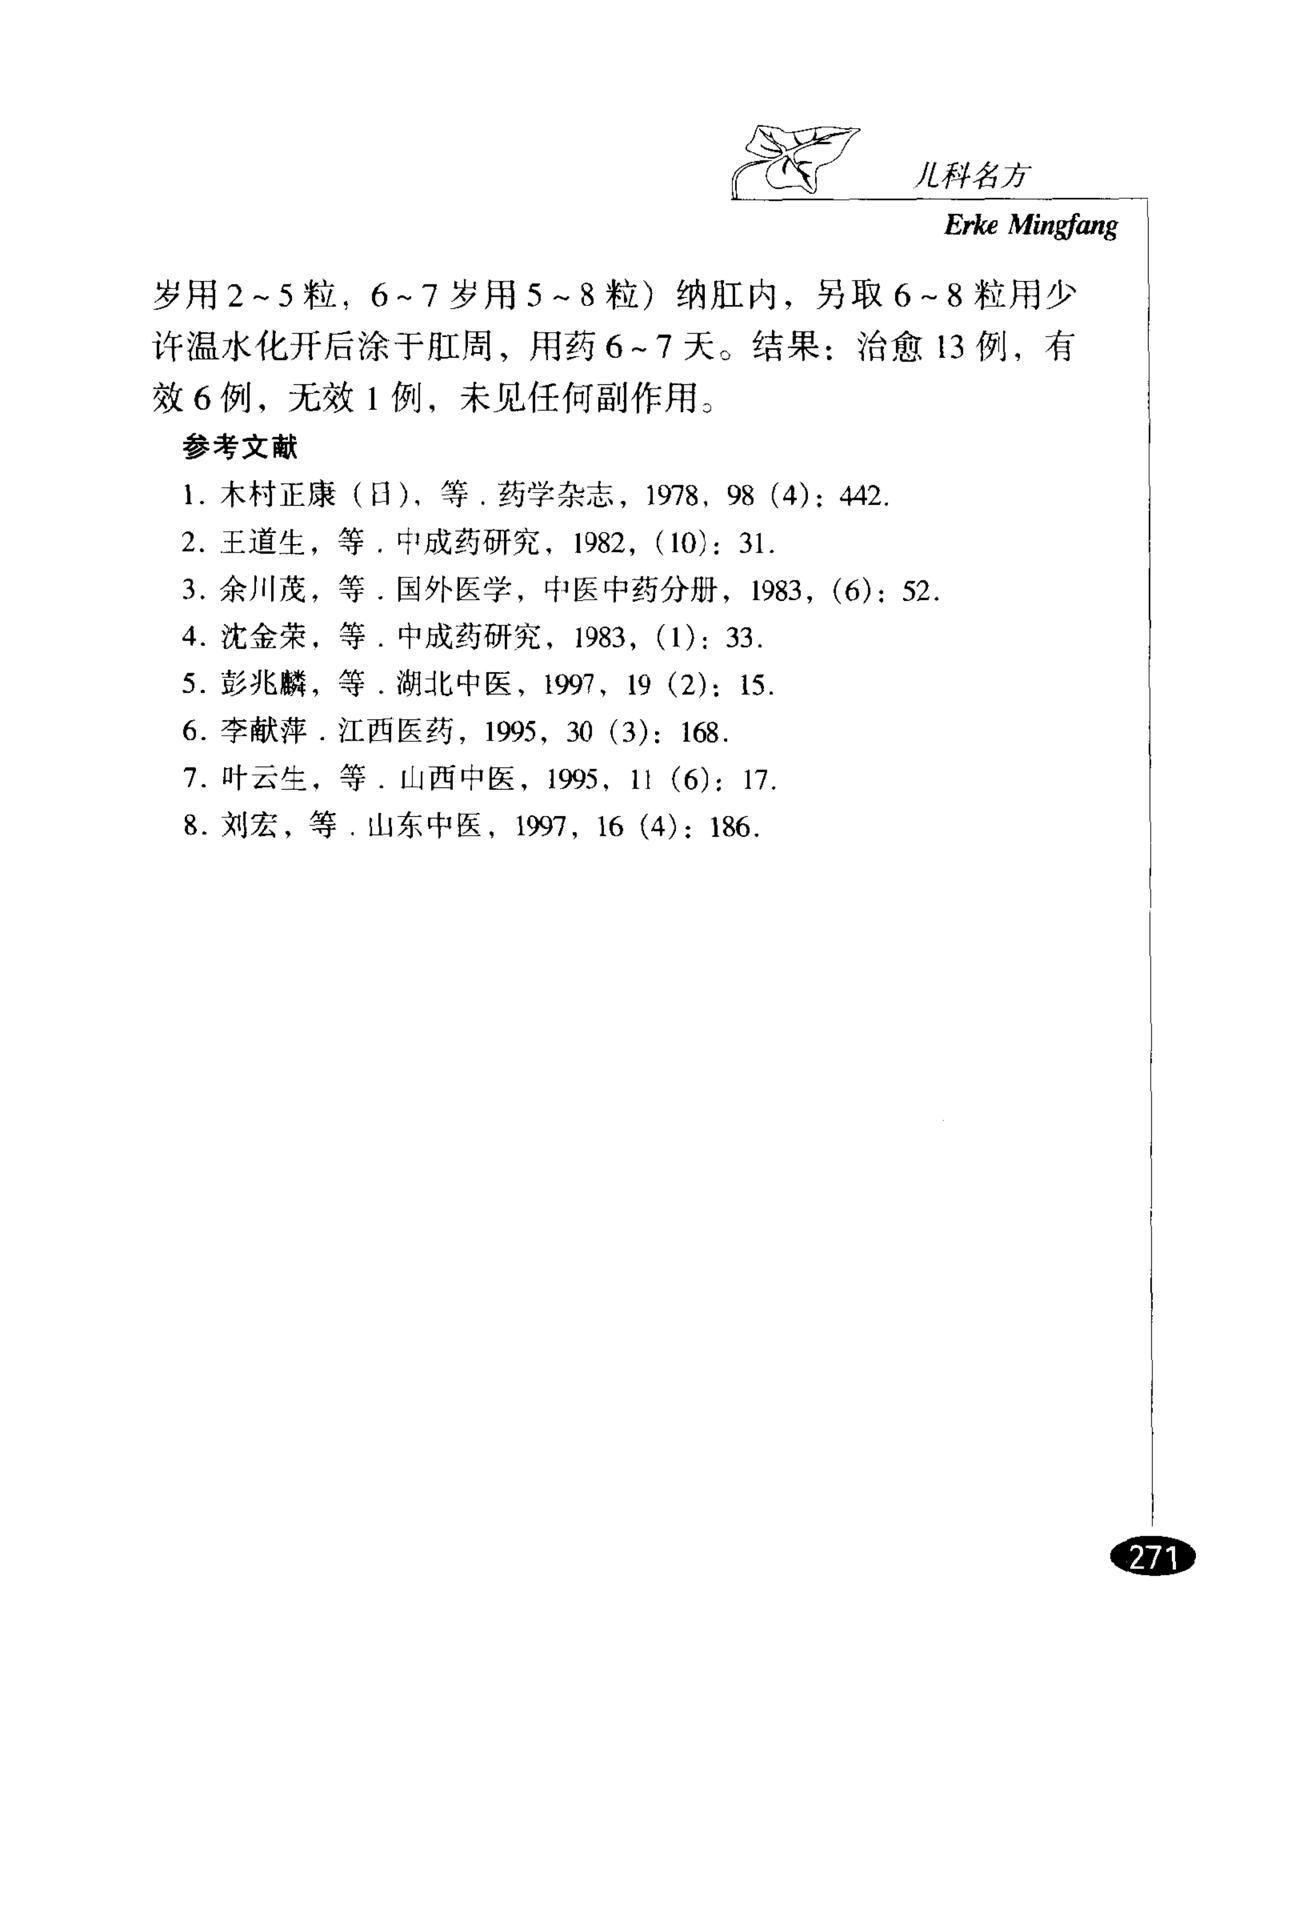 儿科名方
Erke Mingfang
岁用2~5粒，6~7岁用5~8粒）纳肛内，另取6~8粒用少
许温水化开后涂于肛周，用药6~7天。结果：治愈13例，有
效6例，无效1例，未见任何副作用。
参考文献
1. 木村正康（日），等．药学杂志，1978，98（4）：442.
2. 王道生，等．中成药研究，1982，（10）：31.
3. 余川茂，等．国外医学，中医中药分册，1983，（6）：52.
4. 沈金荣，等．中成药研究，1983，（1）：33.
5. 彭兆麟，等．湖北中医，1997，19（2）：15.
6. 李献萍．江西医药，1995，30（3）：168.
7. 叶云生，等．山西中医，1995，11（6）：17.
8. 刘宏，等．山东中医，1997，16（4）：186.
271